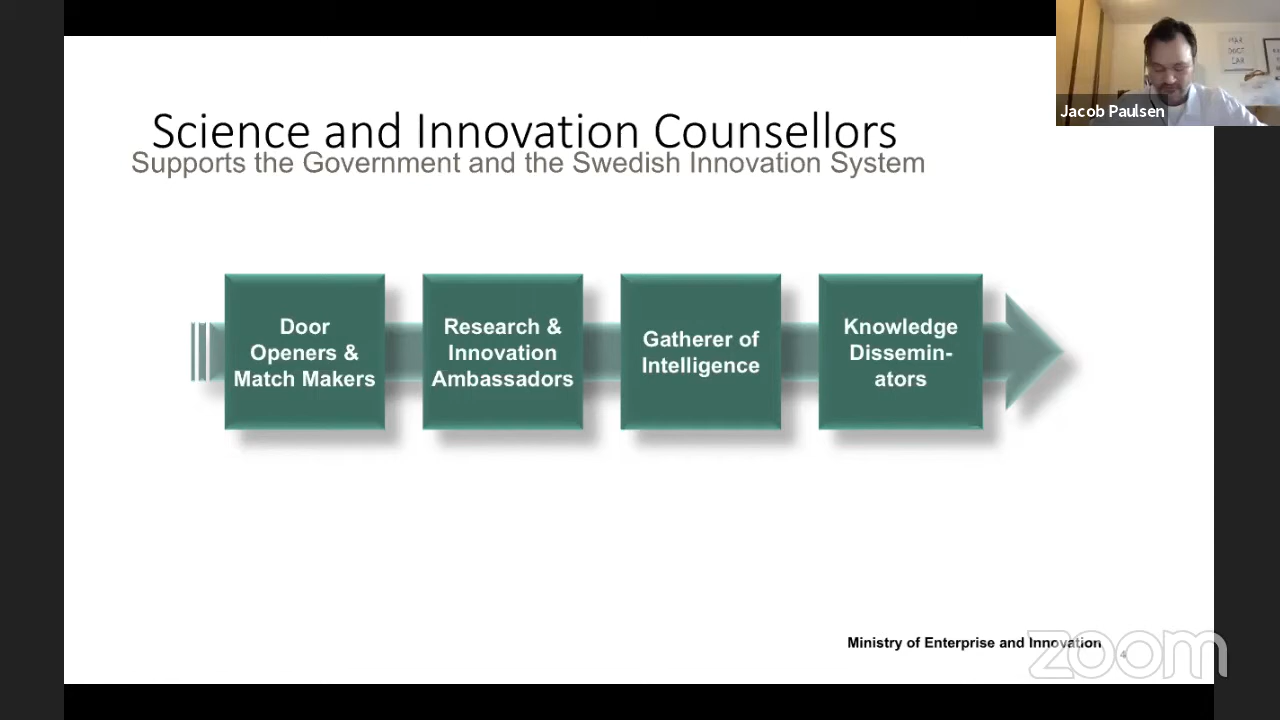 Jacob Paulsen
Science and Innovation Counsellors
Supports the Government and the Swedish Innovation System
Door
Openers &
Match Makers
Research &
Innovation
Ambassadors
Gatherer of
Intelligence
Knowledge
Dissemin-
ators
Ministry of Enterprise and Innovation
4
zoom